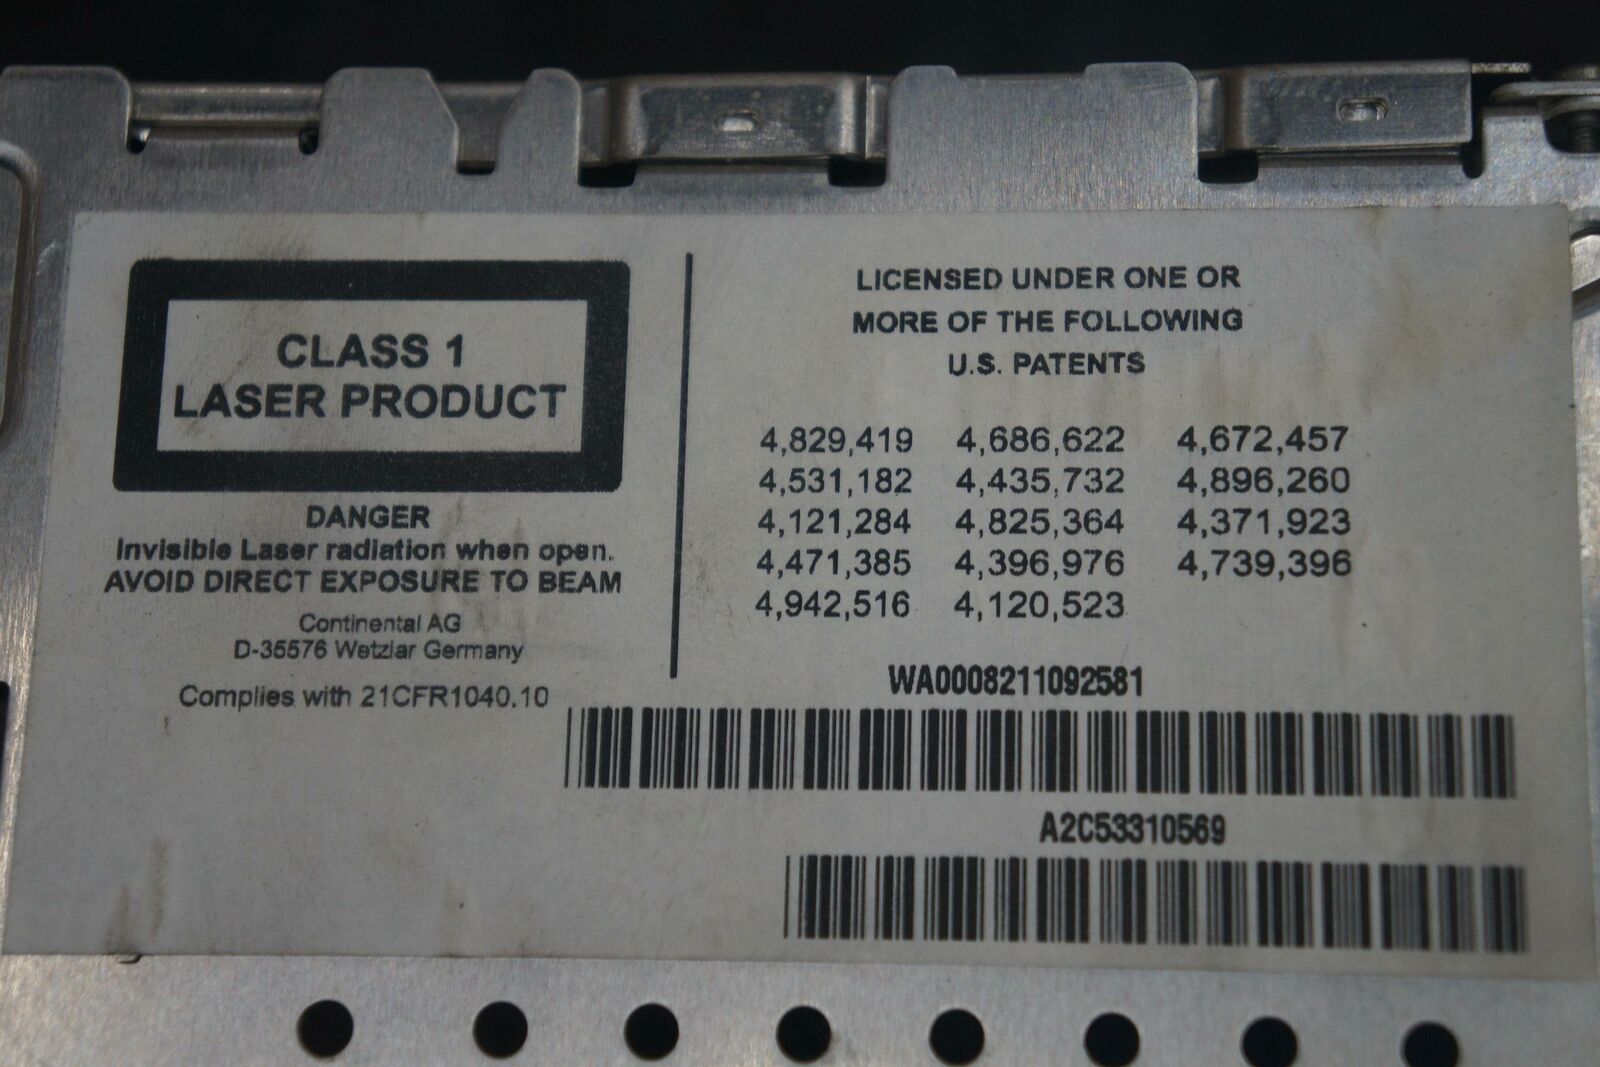 CLASS 1
LASER PRODUCT
DANGER
Invisible Laser radiation when open.
AVOID DIRECT EXPOSURE TO BEAM
Continental AG
D-35576 Wetzlar Germany
Complies with 21CFR1040.10
LICENSED UNDER ONE OR
MORE OF THE FOLLOWING
U.S. PATENTS
4,829,419 4,686,622 4,672,457
4,531,182 4,435,732 4,896,260
4,121,284 4,825,364 4,371,923
4,471,385 4,396,976 4,739,396
4,942,516 4,120,523
WA0008211092581
A2C53310569